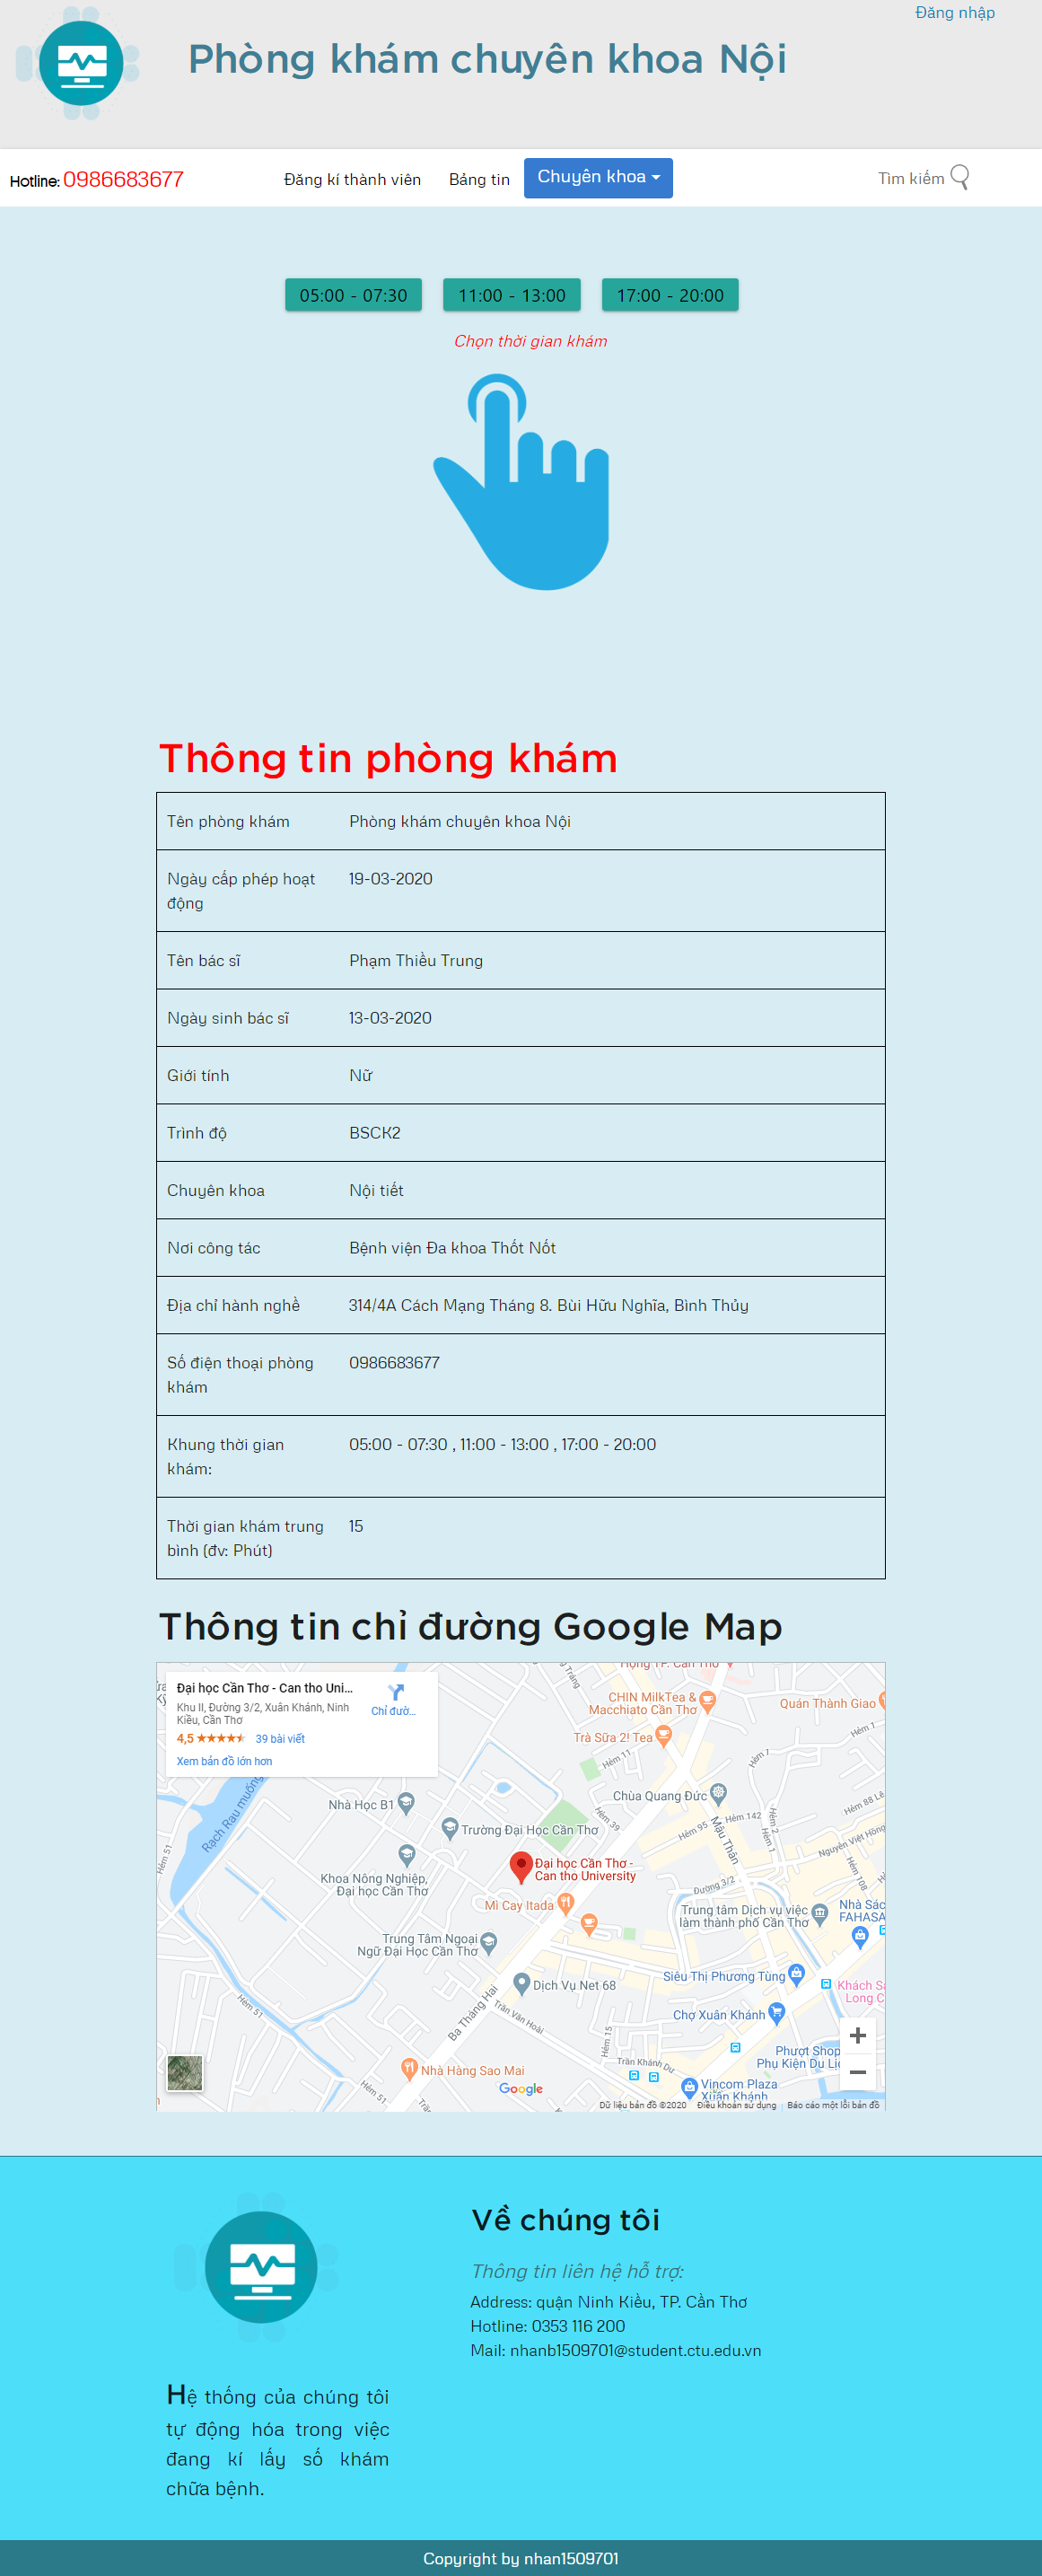 Đăng nhập
Phòng khám chuyên khoa Nội
Hotline: 0986683677
Đăng kí thành viên
Bảng tin
Chuyên khoa
Tìm kiếm
05:00 - 07:30
11:00 - 13:00
17:00 - 20:00
Chọn thời gian khám
Thông tin phòng khám
Tên phòng khám
Phòng khám chuyên khoa Nội
Ngày cấp phép hoạt
động
19-03-2020
Tên bác sĩ
Phạm Thiều Trung
Ngày sinh bác sĩ
13-03-2020
Giới tính
Nữ
Trình độ
BSCK2
Chuyên khoa
Nội tiết
Nơi công tác
Bệnh viện Đa khoa Thốt Nốt
Địa chỉ hành nghề
314/4A Cách Mạng Tháng 8. Bùi Hữu Nghĩa, Bình Thủy
Số điện thoại phòng
khám
0986683677
Khung thời gian
khám:
05:00 - 07:30 , 11:00 - 13:00 , 17:00 - 20:00
Thời gian khám trung
bình (đv: Phút)
15
Thông tin chỉ đường Google Map
Đại học Cần Thơ - Can tho Uni...
Khu II, Đường 3/2, Xuân Khánh, Ninh
Kiều, Cần Thơ
4,5
39 bài viết
Xem bản đồ lớn hơn
Chỉ đườ...
CHIN MilkTea &
Macchiato Cần Thơ
Quán Thành Giao
Trà Sữa 2! Tea
Hẻm 11
Hẻm 1
Hẻm 1
Chùa Quang Đức
Nhà Học B1
Rạch Rau muống
Trường Đại Học Cần Thơ
Hẻm 39
Hẻm 95
Hẻm 142
Hẻm 2
Hẻm 88 Lê
Mậu Thân
Nguyễn Việt Hồng
Hẻm 108
Khoa Nông Nghiệp,
Đại học Cần Thơ
Đại học Cần Thơ -
Can tho University
Mì Cay Itada
Đường 3/2
Trung tâm Dịch vụ việc
làm thành phố Cần Thơ
Nhà Sác
FAHASA
Trung Tâm Ngoại
Ngữ Đại Học Cần Thơ
Siêu Thị Phương Tùng
Dịch Vụ Net 68
Khách Sạ
Long C
Chợ Xuân Khánh
Ba Tháng Hai
Trần Văn Hoài
Hẻm 51
Hẻm 51
Hẻm 51
Hẻm 15
Trần Khánh Dư
Phượt Shop
Phụ Kiện Du Lị
Nhà Hàng Sao Mai
Vincom Plaza
Xuân Khánh
Google
Dữ liệu bản đồ ©2020
Điều khoản sử dụng
Báo cáo một lỗi bản đồ
Về chúng tôi
Thông tin liên hệ hỗ trợ:
Address: quận Ninh Kiều, TP. Cần Thơ
Hotline: 0353 116 200
Mail: nhanb1509701@student.ctu.edu.vn
Hệ thống của chúng tôi
tự động hóa trong việc
đang kí lấy số khám
chữa bệnh.
Copyright by nhan1509701